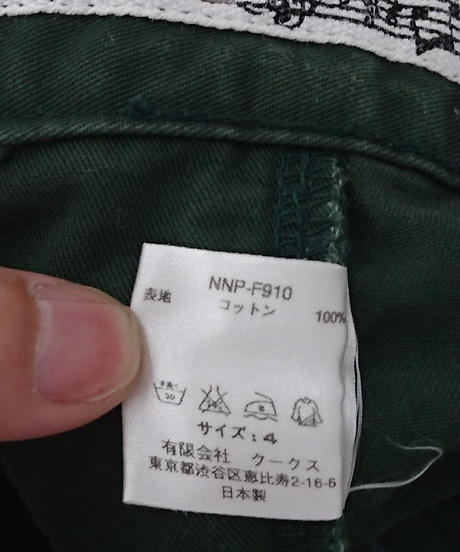 NNP-F910
表地 コットン 100%
手洗イ 30
サイズ:4
有限会社 クークス
東京都渋谷区恵比寿2-16-6
日本製